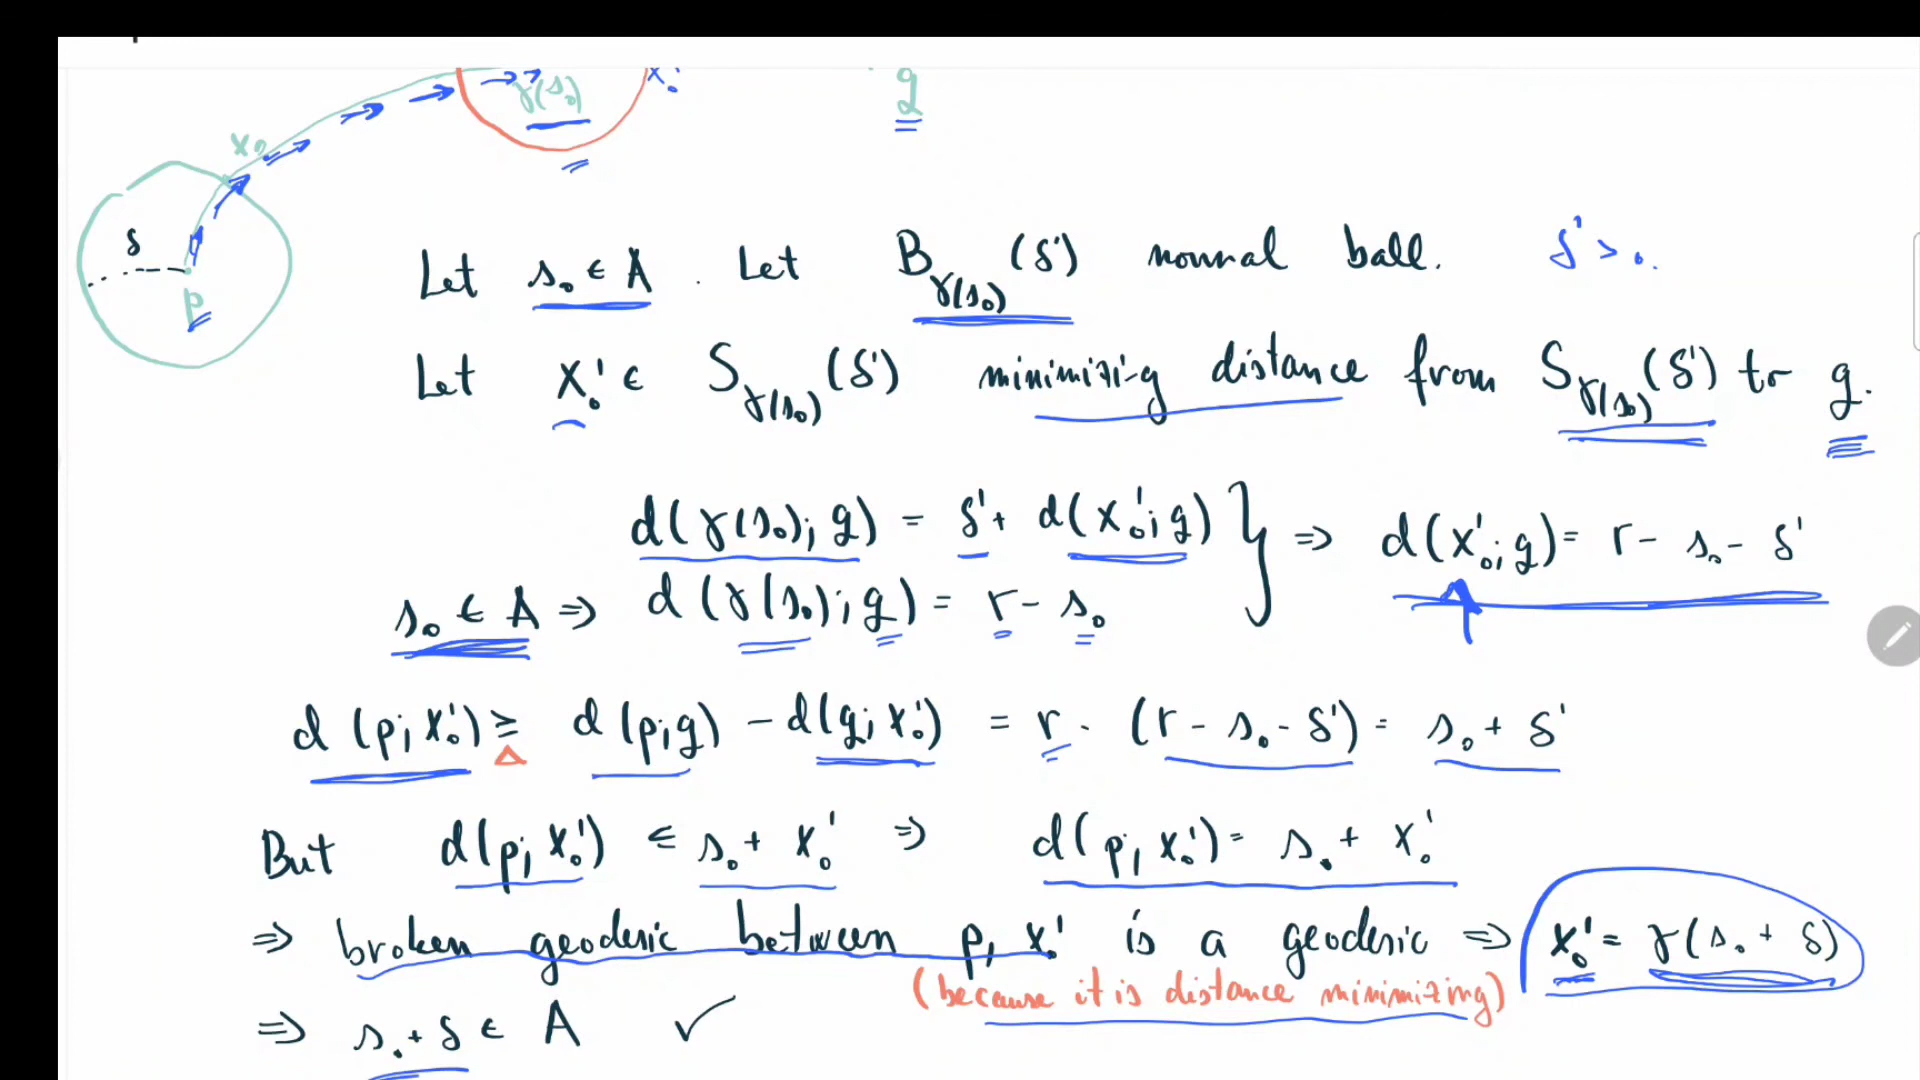 γ(s₀) x₀' q
x₀
δ
p
Let s₀ ∈ A. Let B_γ(s₀)(δ') normal ball. δ' > 0.
Let x₀' ∈ S_γ(s₀)(δ') minimizing distance from S_γ(s₀)(δ') to q.
d(γ(s₀); q) = δ' + d(x₀'; q) } ⇒ d(x₀'; q) = r - s₀ - δ'
s₀ ∈ A ⇒ d(γ(s₀); q) = r - s₀
d(p; x₀') ≥ d(p; q) - d(q; x₀') = r - (r - s₀ - δ') = s₀ + δ'
Δ
But d(p; x₀') ≤ s₀ + x₀' ⇒ d(p, x₀') = s₀ + x₀'
⇒ broken geodesic between p, x₀' is a geodesic ⇒ x₀' = γ(s₀ + δ)
(because it is distance minimizing)
⇒ s₀ + δ ∈ A ✓